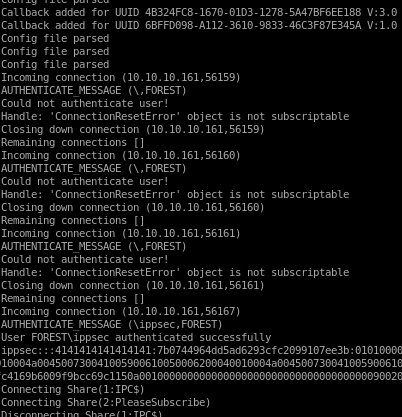 Config file parsed
Callback added for UUID 4B324FC8-1670-01D3-1278-5A47BF6EE188 V:3.0
Callback added for UUID 6BFFD098-A112-3610-9833-46C3F87E345A V:1.0
Config file parsed
Config file parsed
Config file parsed
Incoming connection (10.10.10.161,56159)
AUTHENTICATE_MESSAGE (\,FOREST)
Could not authenticate user!
Handle: 'ConnectionResetError' object is not subscriptable
Closing down connection (10.10.10.161,56159)
Remaining connections []
Incoming connection (10.10.10.161,56160)
AUTHENTICATE_MESSAGE (\,FOREST)
Could not authenticate user!
Handle: 'ConnectionResetError' object is not subscriptable
Closing down connection (10.10.10.161,56160)
Remaining connections []
Incoming connection (10.10.10.161,56161)
AUTHENTICATE_MESSAGE (\,FOREST)
Could not authenticate user!
Handle: 'ConnectionResetError' object is not subscriptable
Closing down connection (10.10.10.161,56161)
Remaining connections []
Incoming connection (10.10.10.161,56167)
AUTHENTICATE_MESSAGE (\ippsec,FOREST)
User FOREST\ippsec authenticated successfully
ippsec:::4141414141414141:7b0744964dd5ad6293cfc2099107ee3b:01010000
10004a004500730041005900610050006200040010004a00450073004100590061 0
fc4169b6009f9bcc69c1150a0010000000000000000000000000000000000090020
Connecting Share(1:IPC$)
Connecting Share(2:PleaseSubscribe)
Disconnecting Share(1:IPC$)